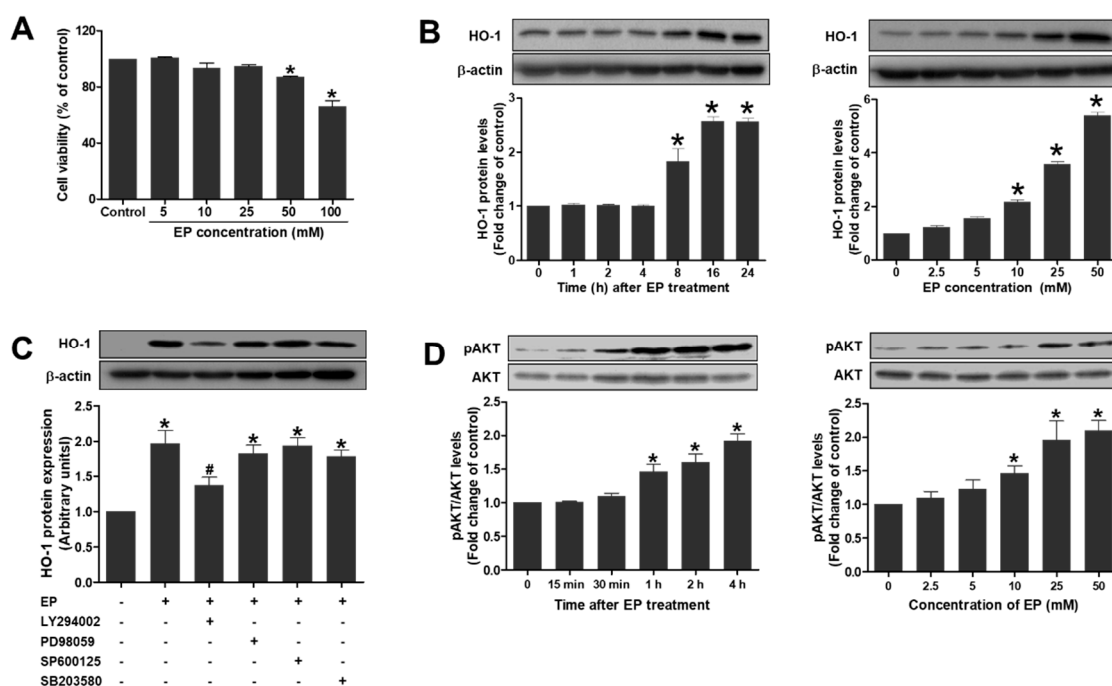 A
Cell viability (% of control)
120
100
80
60
40
20
0
Control 5 10 25 50 100
EP concentration (mM)
* *
B
HO-1
β-actin
HO-1 protein levels
(Fold change of control)
3
2
1
0
* * *
0 1 2 4 8 16 24
Time (h) after EP treatment
HO-1
β-actin
HO-1 protein levels
(Fold change of control)
6
4
2
0
* * *
0 2.5 5 10 25 50
EP concentration (mM)
C
HO-1
β-actin
HO-1 protein expression
(Arbitrary unitsl)
2.5
2.0
1.5
1.0
0.5
0.0
* # * * *
EP - + + + + +
LY294002 - - + - - -
PD98059 - - - + - -
SP600125 - - - - + -
SB203580 - - - - - +
D
pAKT
AKT
pAKT/AKT levels
(Fold change of control)
2.5
2.0
1.5
1.0
0.5
0.0
* * *
0 15 min 30 min 1 h 2 h 4 h
Time after EP treatment
pAKT
AKT
pAKT/AKT levels
(Fold change of control)
2.5
2.0
1.5
1.0
0.5
0.0
* * *
0 2.5 5 10 25 50
Concentration of EP (mM)